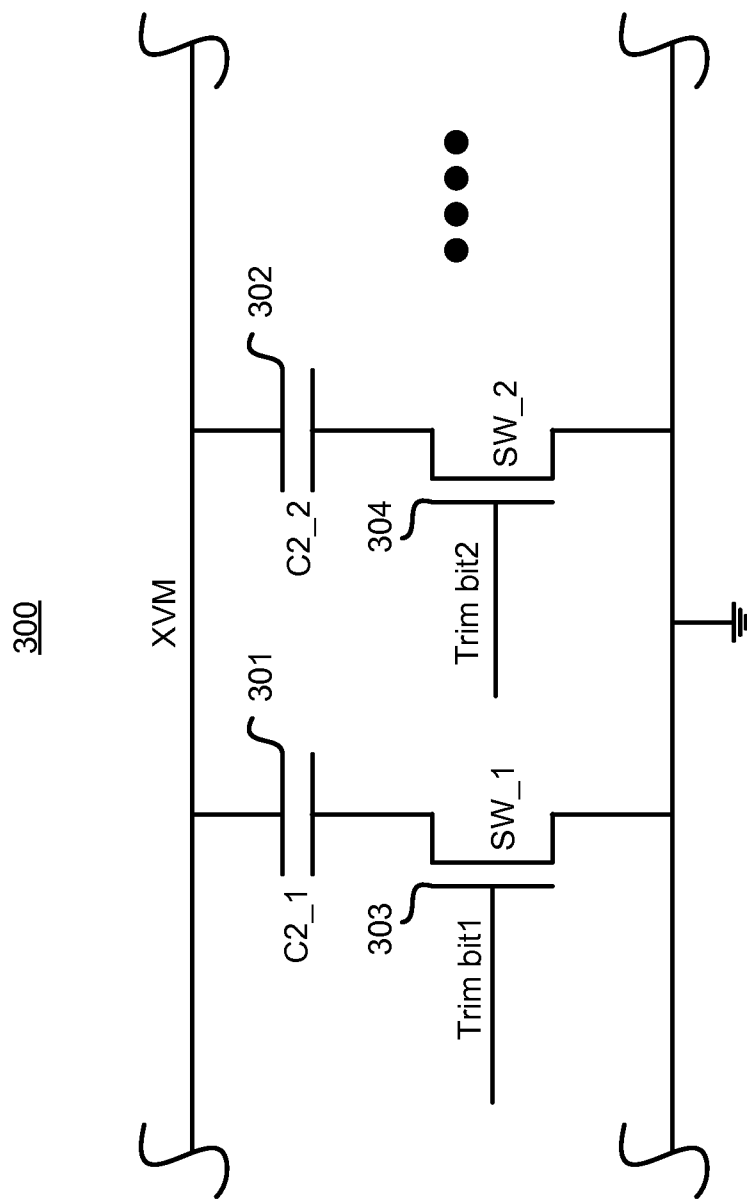 300
XVM
301
302
C2_1
C2_2
303
304
SW_1
SW_2
Trim bit1
Trim bit2